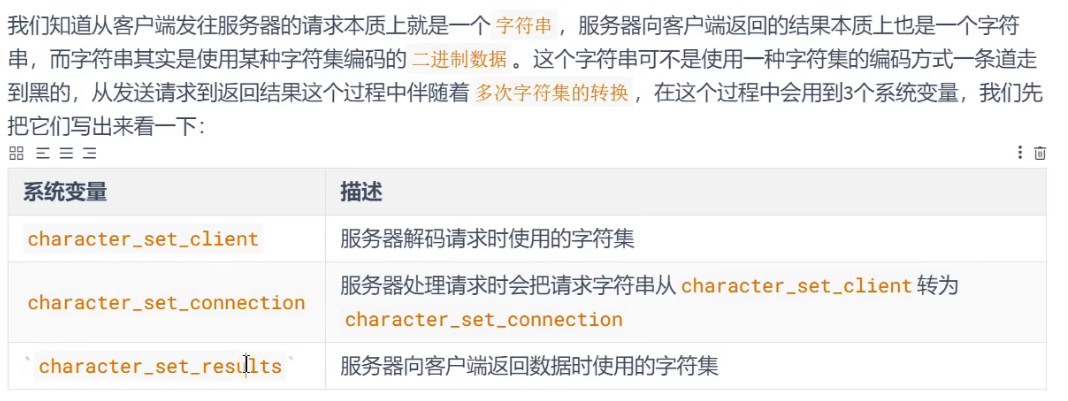 我们知道从客户端发往服务器的请求本质上就是一个 字符串 ，服务器向客户端返回的结果本质上也是一个字符
串，而字符串其实是使用某种字符集编码的 二进制数据 。这个字符串可不是使用一种字符集的编码方式一条道走
到黑的，从发送请求到返回结果这个过程中伴随着 多次字符集的转换 ，在这个过程中会用到3个系统变量，我们先
把它们写出来看一下：
系统变量 描述
character_set_client 服务器解码请求时使用的字符集
character_set_connection 服务器处理请求时会把请求字符串从 character_set_client 转为
character_set_connection
`character_set_results` 服务器向客户端返回数据时使用的字符集